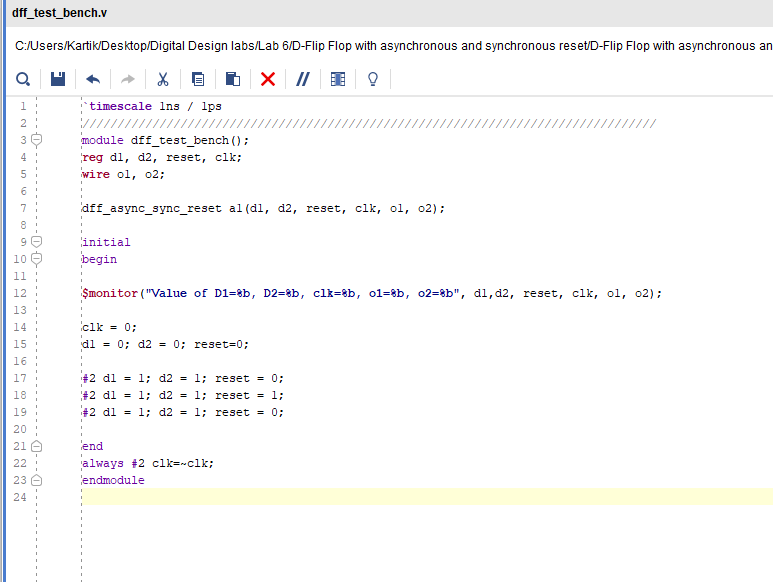 dff_test_bench.v
C:/Users/Kartik/Desktop/Digital Design labs/Lab 6/D-Flip Flop with asynchronous and synchronous reset/D-Flip Flop with asynchronous an
1 `timescale 1ns / 1ps
2 //////////////////////////////////////////////////////////////////////////////////
3 module dff_test_bench();
4 reg d1, d2, reset, clk;
5 wire o1, o2;
6
7 dff_async_sync_reset a1(d1, d2, reset, clk, o1, o2);
8
9 initial
10 begin
11
12 $monitor("Value of D1=%b, D2=%b, clk=%b, o1=%b, o2=%b", d1,d2, reset, clk, o1, o2);
13
14 clk = 0;
15 d1 = 0; d2 = 0; reset=0;
16
17 #2 d1 = 1; d2 = 1; reset = 0;
18 #2 d1 = 1; d2 = 1; reset = 1;
19 #2 d1 = 1; d2 = 1; reset = 0;
20
21 end
22 always #2 clk=~clk;
23 endmodule
24